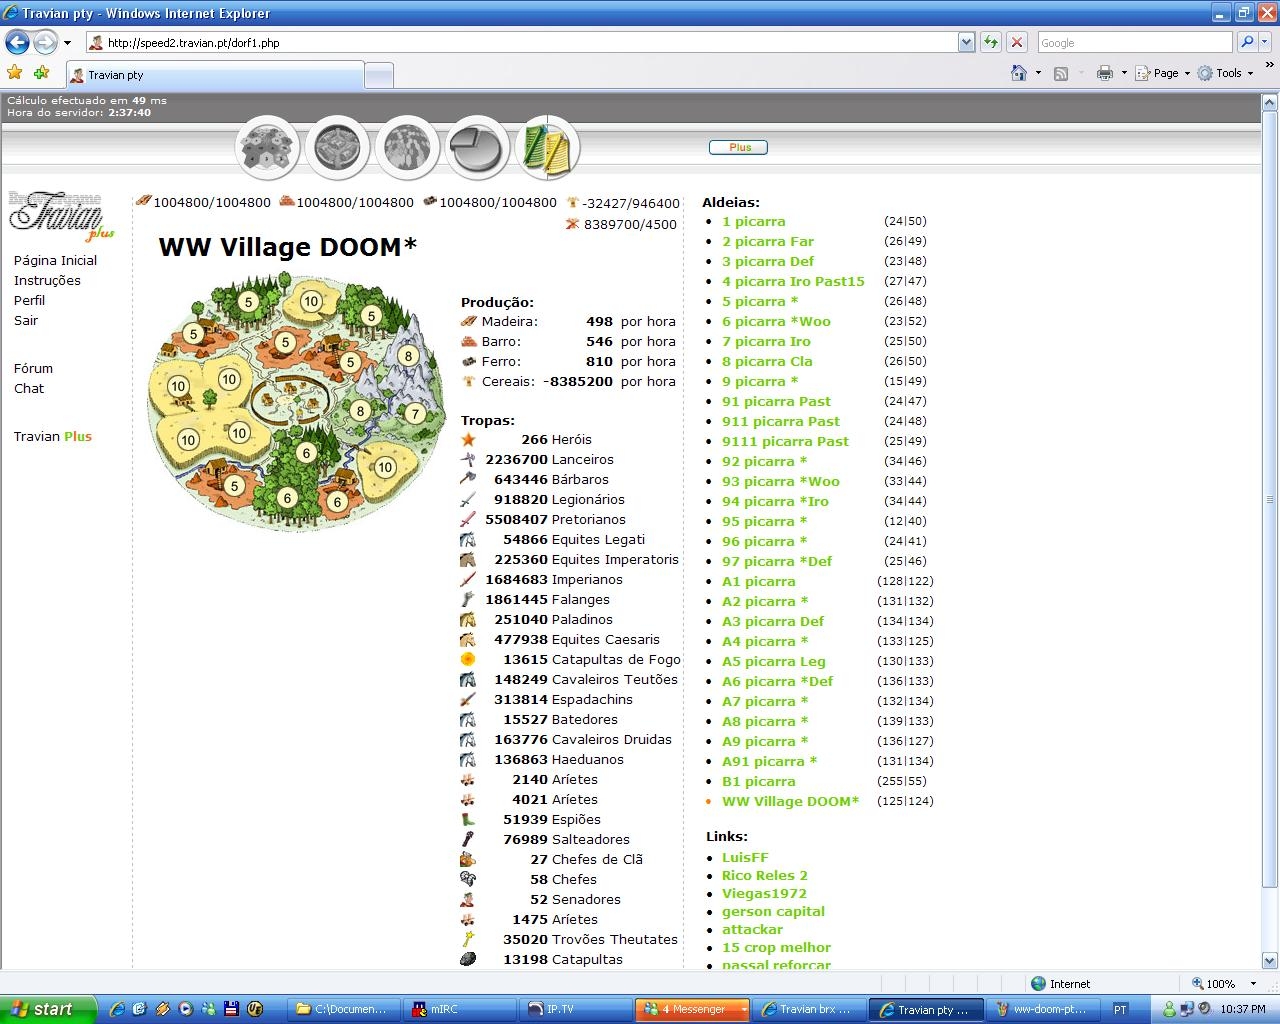 Travian pty - Windows Internet Explorer
http://speed2.travian.pt/dorf1.php
Google
Travian pty
Page
Tools
Cálculo efectuado em 49 ms
Hora do servidor: 2:37:40
Plus
Travian
plus
1004800/1004800 1004800/1004800 1004800/1004800 -32427/946400
8389700/4500
WW Village DOOM*
Página Inicial
Instruções
Perfil
Sair
Fórum
Chat
Travian Plus
5
10
5
5
5
5
8
10
10
8
7
10
10
6
10
5
6
6
Produção:
Madeira: 498 por hora
Barro: 546 por hora
Ferro: 810 por hora
Cereais: -8385200 por hora
Tropas:
266 Heróis
2236700 Lanceiros
643446 Bárbaros
918820 Legionários
5508407 Pretorianos
54866 Equites Legati
225360 Equites Imperatoris
1684683 Imperianos
1861445 Falanges
251040 Paladinos
477938 Equites Caesaris
13615 Catapultas de Fogo
148249 Cavaleiros Teutões
313814 Espadachins
15527 Batedores
163776 Cavaleiros Druidas
136863 Haeduanos
2140 Aríetes
4021 Aríetes
51939 Espiões
76989 Salteadores
27 Chefes de Clã
58 Chefes
52 Senadores
1475 Aríetes
35020 Trovões Theutates
13198 Catapultas
Aldeias:
1 picarra (24|50)
2 picarra Far (26|49)
3 picarra Def (23|48)
4 picarra Iro Past15 (27|47)
5 picarra * (26|48)
6 picarra *Woo (23|52)
7 picarra Iro (25|50)
8 picarra Cla (26|50)
9 picarra * (15|49)
91 picarra Past (24|47)
911 picarra Past (24|48)
9111 picarra Past (25|49)
92 picarra * (34|46)
93 picarra *Woo (33|44)
94 picarra *Iro (34|44)
95 picarra * (12|40)
96 picarra * (24|41)
97 picarra *Def (25|46)
A1 picarra (128|122)
A2 picarra * (131|132)
A3 picarra Def (134|134)
A4 picarra * (133|125)
A5 picarra Leg (130|133)
A6 picarra *Def (136|133)
A7 picarra * (132|134)
A8 picarra * (139|133)
A9 picarra * (136|127)
A91 picarra * (131|134)
B1 picarra (255|55)
WW Village DOOM* (125|124)
Links:
LuisFF
Rico Reles 2
Viegas1972
gerson capital
attackar
15 crop melhor
passal reforcar
Internet
100%
start
C:\Documen...
mIRC
IP.TV
4 Messenger
Travian brx ...
Travian pty ...
ww-doom-pt...
PT
10:37 PM